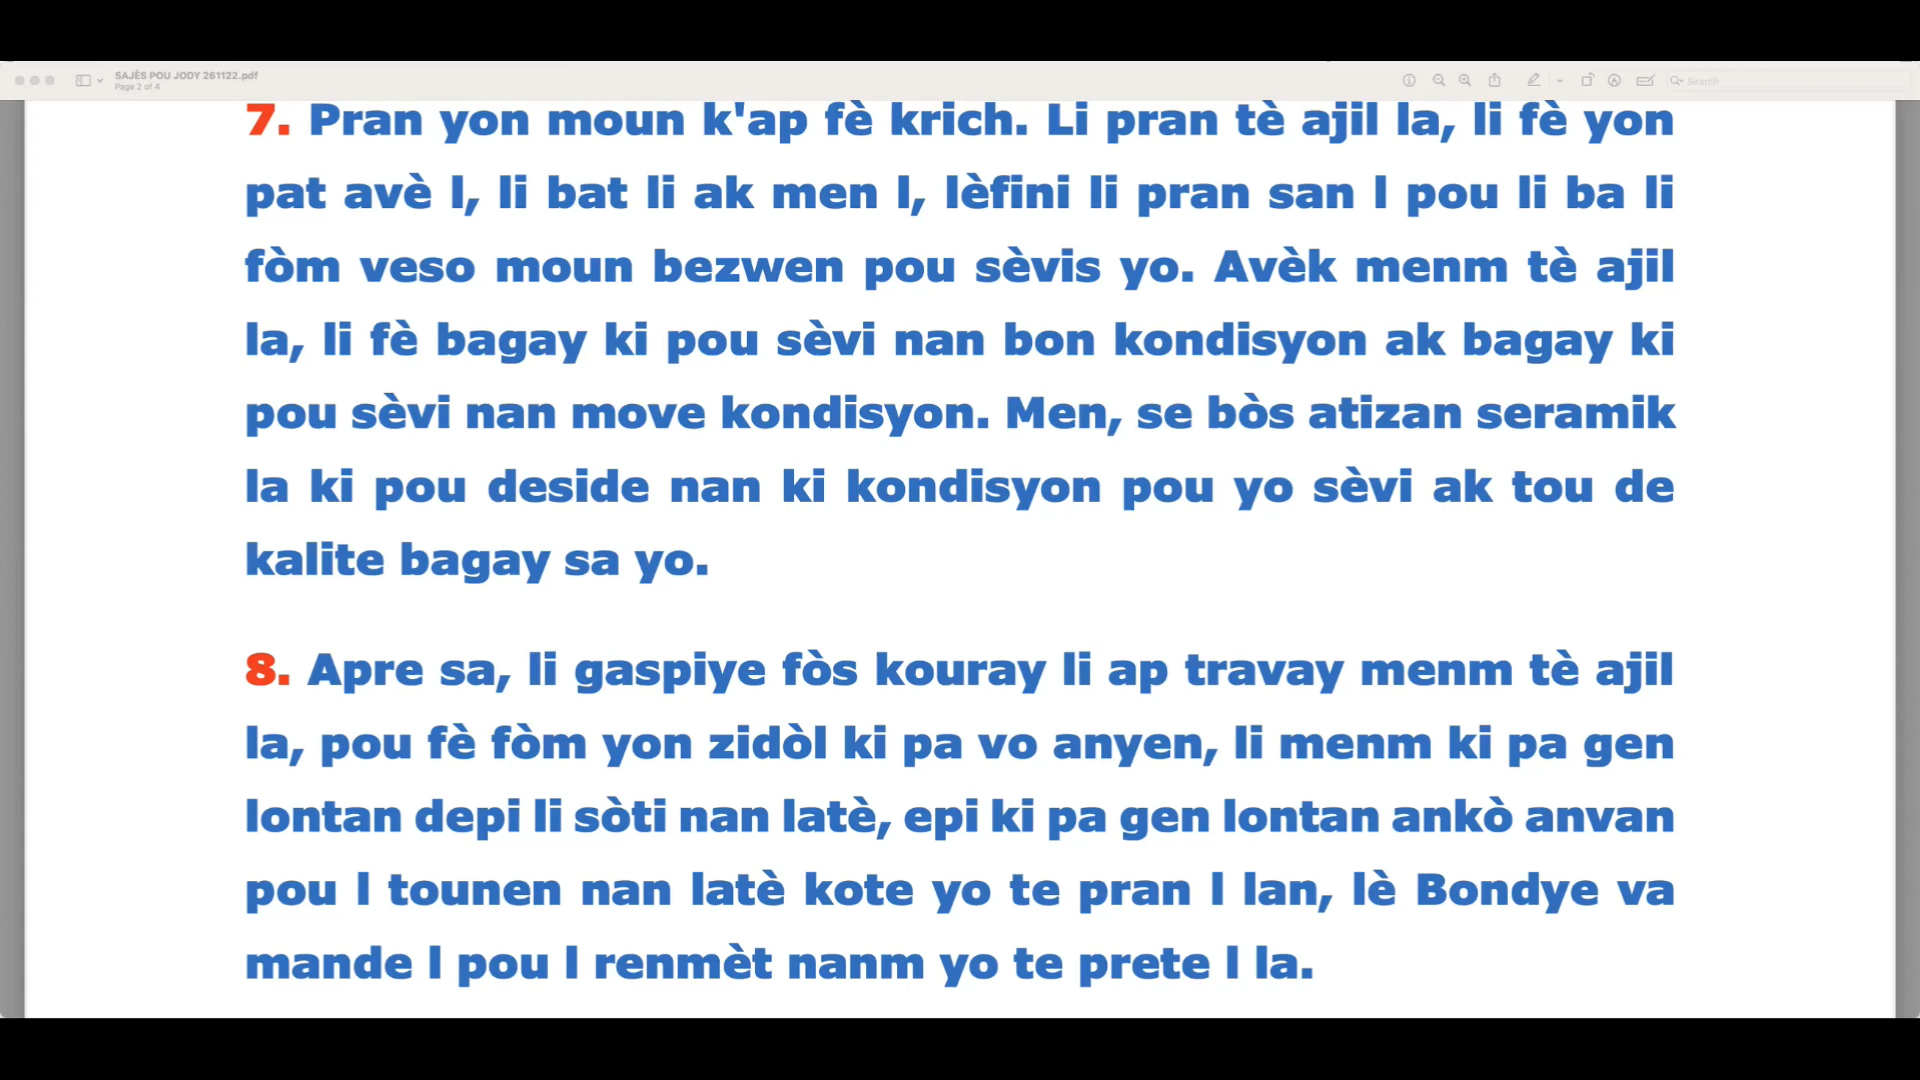 SAJÈS POU JODY 261122.pdf
Page 2 of 4
Search
7. Pran yon moun k'ap fè krich. Li pran tè ajil la, li fè yon
pat avè l, li bat li ak men l, lèfini li pran san l pou li ba li
fòm veso moun bezwen pou sèvis yo. Avèk menm tè ajil
la, li fè bagay ki pou sèvi nan bon kondisyon ak bagay ki
pou sèvi nan move kondisyon. Men, se bòs atizan seramik
la ki pou deside nan ki kondisyon pou yo sèvi ak tou de
kalite bagay sa yo.
8. Apre sa, li gaspiye fòs kouray li ap travay menm tè ajil
la, pou fè fòm yon zidòl ki pa vo anyen, li menm ki pa gen
lontan depi li sòti nan latè, epi ki pa gen lontan ankò anvan
pou l tounen nan latè kote yo te pran l lan, lè Bondye va
mande l pou l renmèt nanm yo te prete l la.